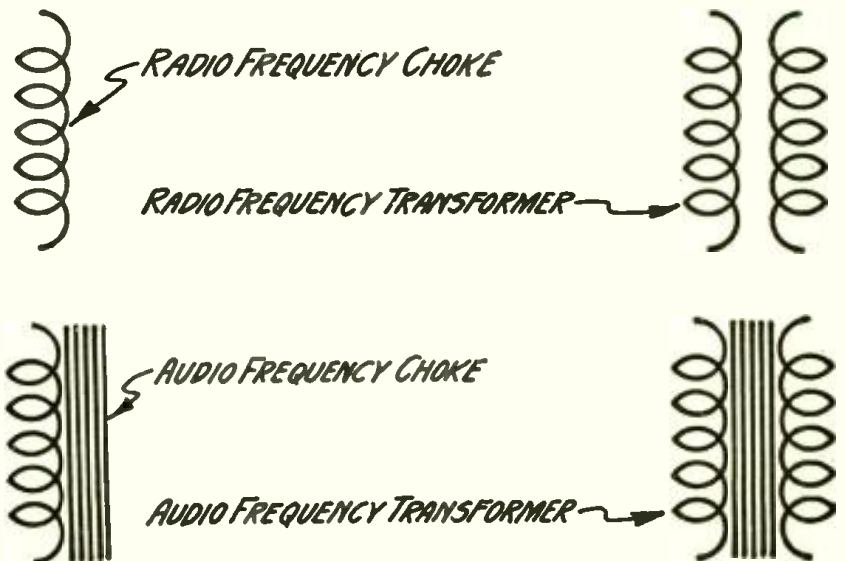 RADIO FREQUENCY CHOKE
RADIO FREQUENCY TRANSFORMER
AUDIO FREQUENCY CHOKE
AUDIO FREQUENCY TRANSFORMER